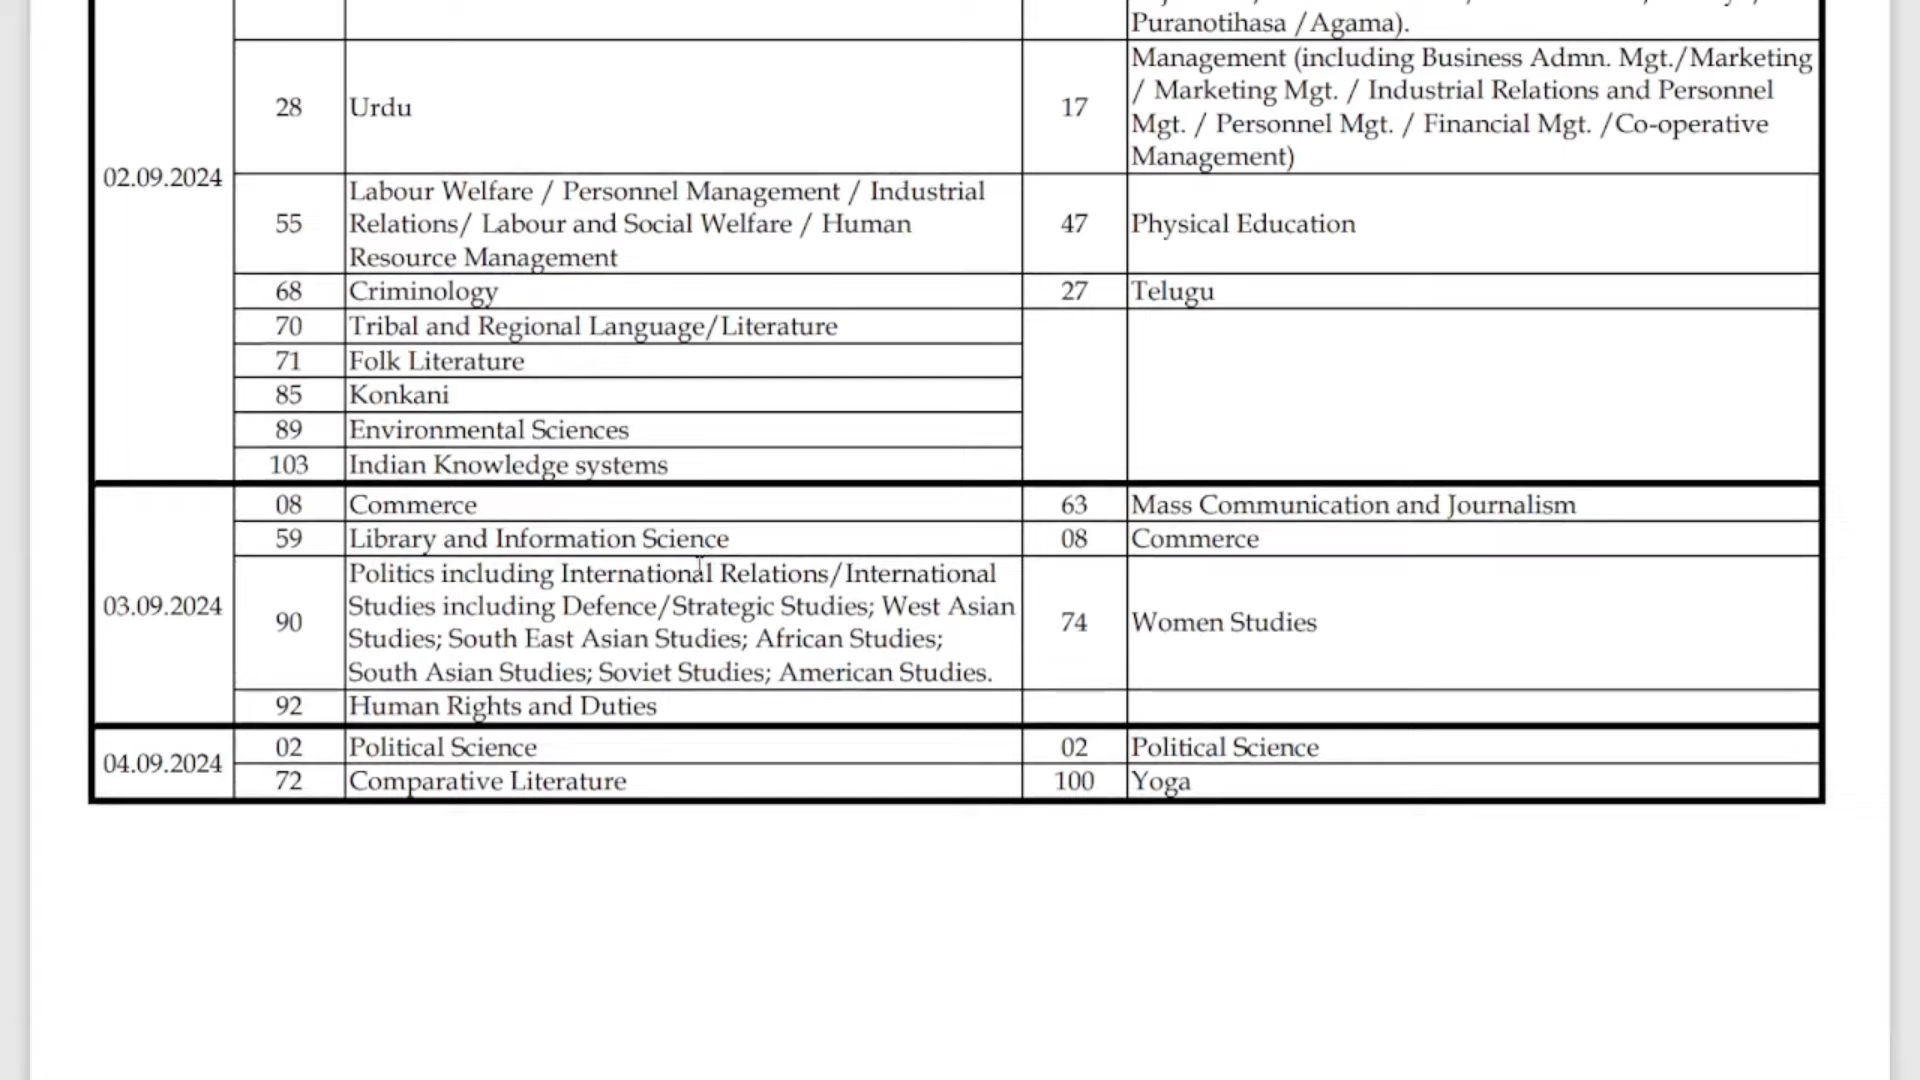 Puranotihasa /Agama).
02.09.2024
28 Urdu 17 Management (including Business Admn. Mgt./Marketing
/ Marketing Mgt. / Industrial Relations and Personnel
Mgt. / Personnel Mgt. / Financial Mgt. /Co-operative
Management)
55 Labour Welfare / Personnel Management / Industrial
Relations/ Labour and Social Welfare / Human
Resource Management
47 Physical Education
68 Criminology 27 Telugu
70 Tribal and Regional Language/Literature
71 Folk Literature
85 Konkani
89 Environmental Sciences
103 Indian Knowledge systems
03.09.2024
08 Commerce 63 Mass Communication and Journalism
59 Library and Information Science 08 Commerce
90 Politics including International Relations/International
Studies including Defence/Strategic Studies; West Asian
Studies; South East Asian Studies; African Studies;
South Asian Studies; Soviet Studies; American Studies.
74 Women Studies
92 Human Rights and Duties
04.09.2024
02 Political Science 02 Political Science
72 Comparative Literature 100 Yoga